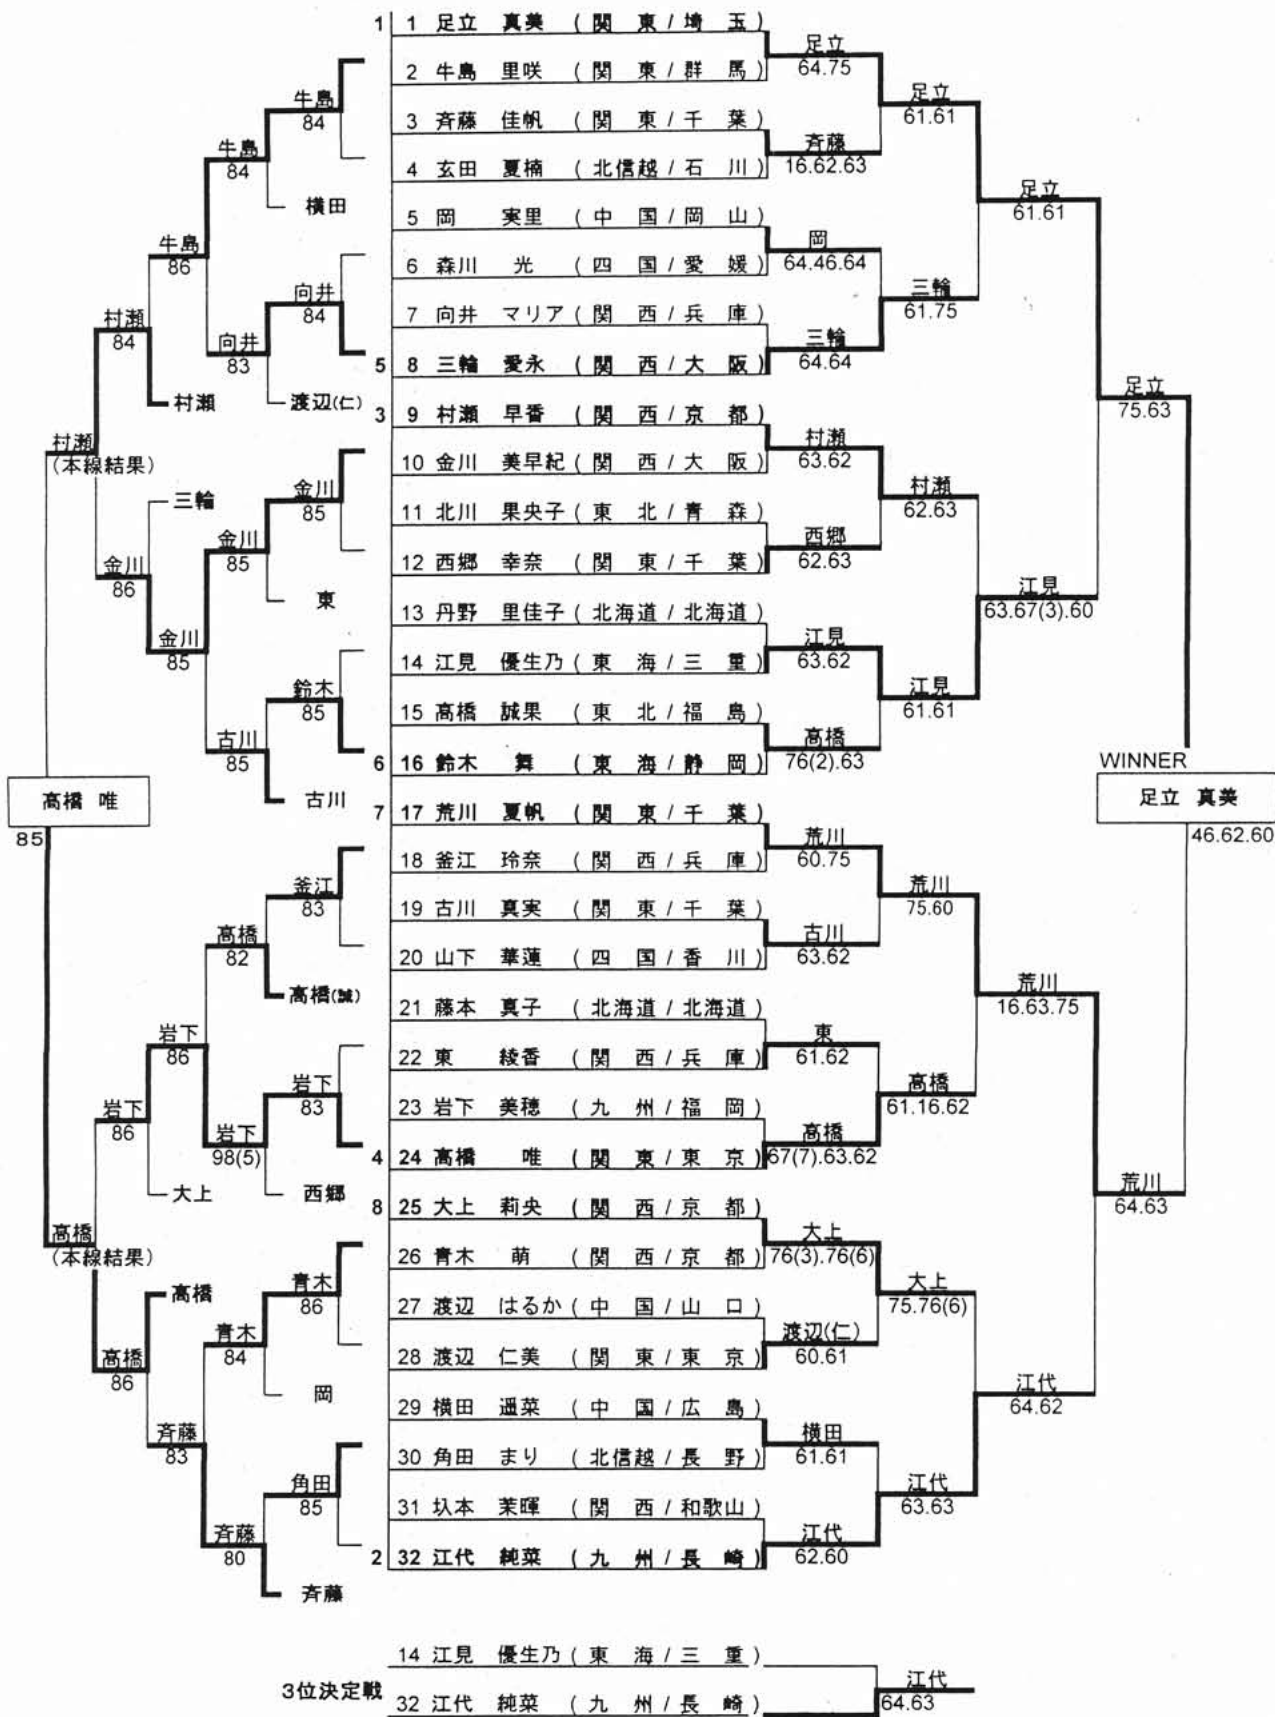 1 1 足立 真美 (関 東/埼 玉)
2 牛島 里咲 (関 東/群 馬)
3 斉藤 佳帆 (関 東/千 葉)
4 玄田 夏楠 (北信越/石 川)
5 岡 実里 (中 国/岡 山)
6 森川 光 (四 国/愛 媛)
7 向井 マリア (関 西/兵 庫)
5 8 三輪 愛永 (関 西/大 阪)
3 9 村瀬 早香 (関 西/京 都)
10 金川 美早紀 (関 西/大 阪)
11 北川 果央子 (東 北/青 森)
12 西郷 幸奈 (関 東/千 葉)
13 丹野 里佳子 (北海道/北海道)
14 江見 優生乃 (東 海/三 重)
15 高橋 誠果 (東 北/福 島)
6 16 鈴木 舞 (東 海/静 岡)
7 17 荒川 夏帆 (関 東/千 葉)
18 釜江 玲奈 (関 西/兵 庫)
19 古川 真実 (関 東/千 葉)
20 山下 華蓮 (四 国/香 川)
21 藤本 真子 (北海道/北海道)
22 東 綾香 (関 西/兵 庫)
23 岩下 美穂 (九 州/福 岡)
4 24 高橋 唯 (関 東/東 京)
8 25 大上 莉央 (関 西/京 都)
26 青木 萌 (関 西/京 都)
27 渡辺 はるか (中 国/山 口)
28 渡辺 仁美 (関 東/東 京)
29 横田 遥菜 (中 国/広 島)
30 角田 まり (北信越/長 野)
31 圦本 茉暉 (関 西/和歌山)
2 32 江代 純菜 (九 州/長 崎)
足立
64.75
斉藤
16.62.63
岡
64.46.64
三輪
64.64
村瀬
63.62
西郷
62.63
江見
63.62
高橋
76(2).63
荒川
60.75
古川
63.62
東
61.62
高橋
67(7).63.62
大上
76(3).76(6)
渡辺(仁)
60.61
横田
61.61
江代
62.60
足立
61.61
三輪
61.75
村瀬
62.63
江見
61.61
荒川
75.60
高橋
61.16.62
大上
75.76(6)
江代
63.63
足立
61.61
江見
63.67(3).60
荒川
16.63.75
江代
64.62
足立
75.63
荒川
64.63
WINNER
足立 真美
46.62.60
牛島
84
横田
牛島
84
向井
84
渡辺(仁)
向井
83
牛島
86
村瀬
村瀬
84
村瀬
(本線結果)
三輪
金川
85
東
金川
85
鈴木
85
古川
古川
85
金川
85
金川
86
高橋 唯
85
釜江
83
高橋(誠)
高橋
82
岩下
83
西郷
岩下
98(5)
岩下
86
大上
岩下
86
高橋
(本線結果)
高橋
高橋
86
青木
86
岡
青木
84
角田
85
斉藤
斉藤
80
斉藤
83
14 江見 優生乃 (東 海/三 重)
3位決定戦
32 江代 純菜 (九 州/長 崎)
江代
64.63